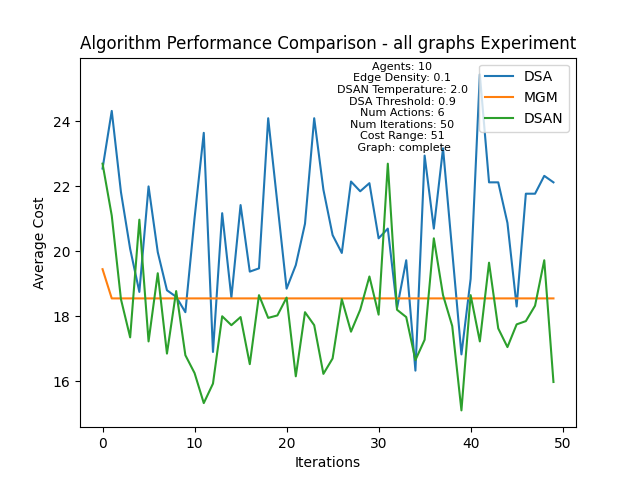 Algorithm Performance Comparison - all graphs Experiment
Agents: 10
Edge Density: 0.1
DSAN Temperature: 2.0
DSA Threshold: 0.9
Num Actions: 6
Num Iterations: 50
Cost Range: 51
Graph: complete
DSA
MGM
DSAN
Average Cost
24
22
20
18
16
0
10
20
30
40
50
Iterations